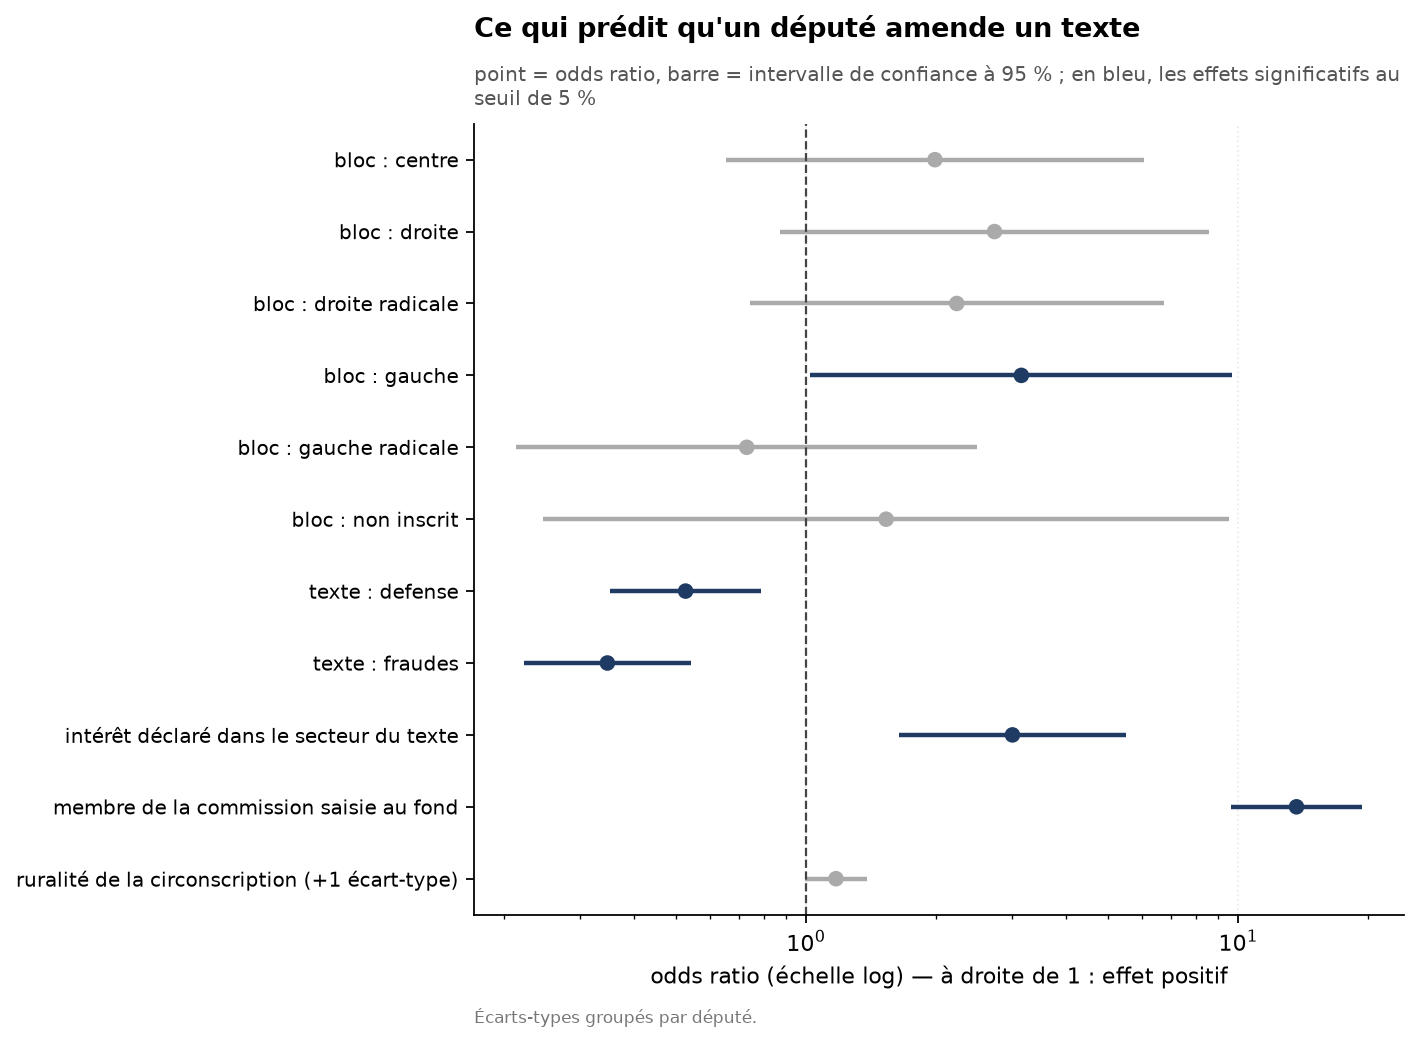 Ce qui prédit qu'un député amende un texte
point = odds ratio, barre = intervalle de confiance à 95 % ; en bleu, les effets significatifs au
seuil de 5 %
bloc : centre
bloc : droite
bloc : droite radicale
bloc : gauche
bloc : gauche radicale
bloc : non inscrit
texte : defense
texte : fraudes
intérêt déclaré dans le secteur du texte
membre de la commission saisie au fond
ruralité de la circonscription (+1 écart-type)
10⁰ 10¹
odds ratio (échelle log) — à droite de 1 : effet positif
Écarts-types groupés par député.